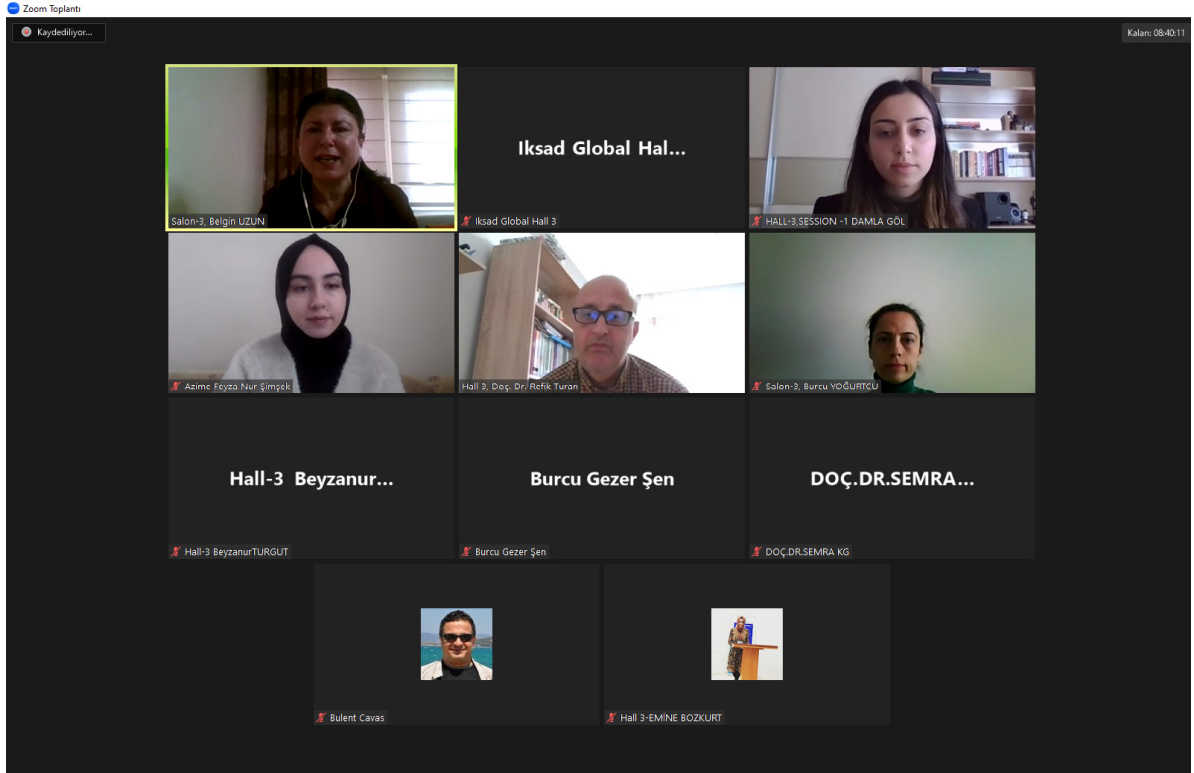 Zoom Toplantı
Kaydediliyor...
Kalan: 08:40:11
Salon-3, Belgin UZUN
Iksad Global Hal...
Iksad Global Hall 3
HALL-3,SESSION -1 DAMLA GÖL
Azime Feyza Nur Şimşek
Hall 3, Doç. Dr. Refik Turan
Salon-3, Burcu YOĞURTCU
Hall-3 Beyzanur...
Hall-3 BeyzanurTURGUT
Burcu Gezer Şen
Burcu Gezer Şen
DOÇ.DR.SEMRA...
DOÇ.DR.SEMRA KG
Bulent Cavas
Hall 3-EMİNE BOZKURT